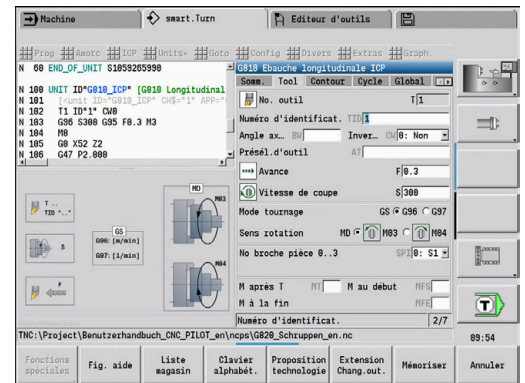 Machine
smart.Turn
Editeur d'outils
Prog Amorc ICP Units» Goto Config Divers Extras Graph.
N 60 END_OF_UNIT S1059265990
N 100 UNIT ID"G810_ICP" [G810 Longitudinal
N 101 [<unit ID="G810_ICP" CH$="1" APP="
N 102 T1 ID"1" CW0
N 103 G96 S300 G95 F0.3 M3
N 104 M8
N 105 G0 X52 Z2
N 106 G47 P2.000
G810 Ebauche longitudinale ICP
Somm. Tool Contour Cycle Global
No. outil T 1
Numéro d'identificat. TID 1
Angle ax… BW Inver… CW 0: Non
Présél.d'outil AT
Avance F 0.3
Vitesse de coupe S 300
Mode tournage GS G96 G97
Sens rotation MD M03 M04
No broche pièce 0..3 SPI 0: S1
M après T MT M au début MFS
M à la fin MFE
Numéro d'identificat. 2/7
T ..
TID "..."
S
F
GS
G96: [m/min]
G97: [1/min]
MD
M03
M04
TNC:\Project\Benutzerhandbuch_CNC_PILOT_en\ncps\G820_Schruppen_en.nc
T
09:54
Fonctions spéciales
Fig. aide
Liste magasin
Clavier alphabét.
Proposition technologie
Extension Chang.out.
Mémoriser
Annuler